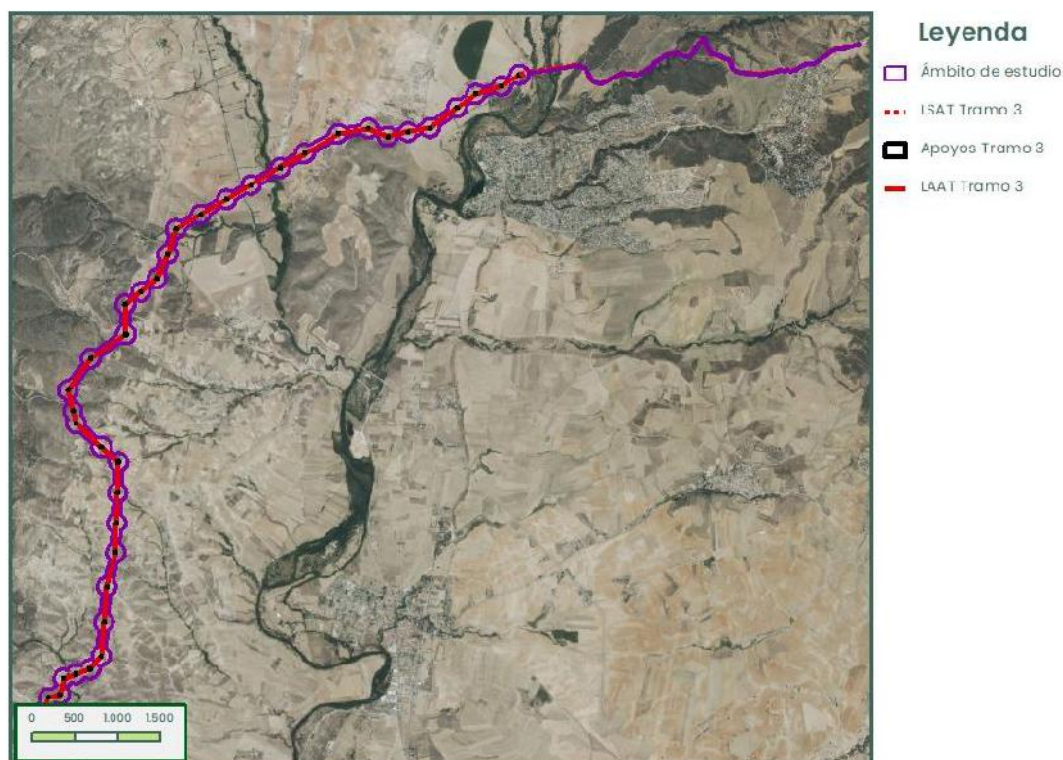 Leyenda
Ámbito de estudio
LSAT Tramo 3
Apoyos Tramo 3
LAAT Tramo 3
0 500 1.000 1.500